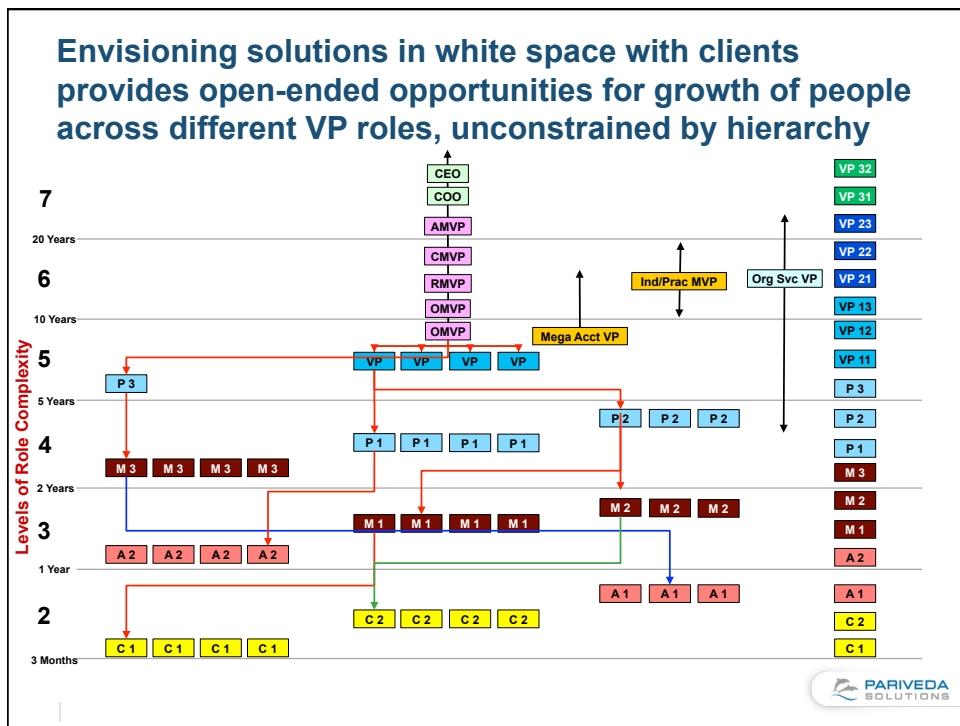 Envisioning solutions in white space with clients
provides open-ended opportunities for growth of people
across different VP roles, unconstrained by hierarchy
CEO
VP 32
7
COO
VP 31
AMVP
VP 23
20 Years
CMVP
VP 22
6
RMVP
Ind/Prac MVP
Org Svc VP
VP 21
OMVP
VP 13
10 Years
OMVP
Mega Acct VP
VP 12
5
VP VP VP VP
VP 11
P 3
P 3
5 Years
P 2 P 2 P 2
P 2
4
P 1 P 1 P 1 P 1
P 1
M 3 M 3 M 3 M 3
M 3
2 Years
M 2 M 2 M 2
M 2
3
M 1 M 1 M 1 M 1
M 1
A 2 A 2 A 2 A 2
A 2
1 Year
A 1 A 1 A 1
A 1
2
C 2 C 2 C 2 C 2
C 2
C 1 C 1 C 1 C 1
C 1
3 Months
Levels of Role Complexity
PARIVEDA
SOLUTIONS